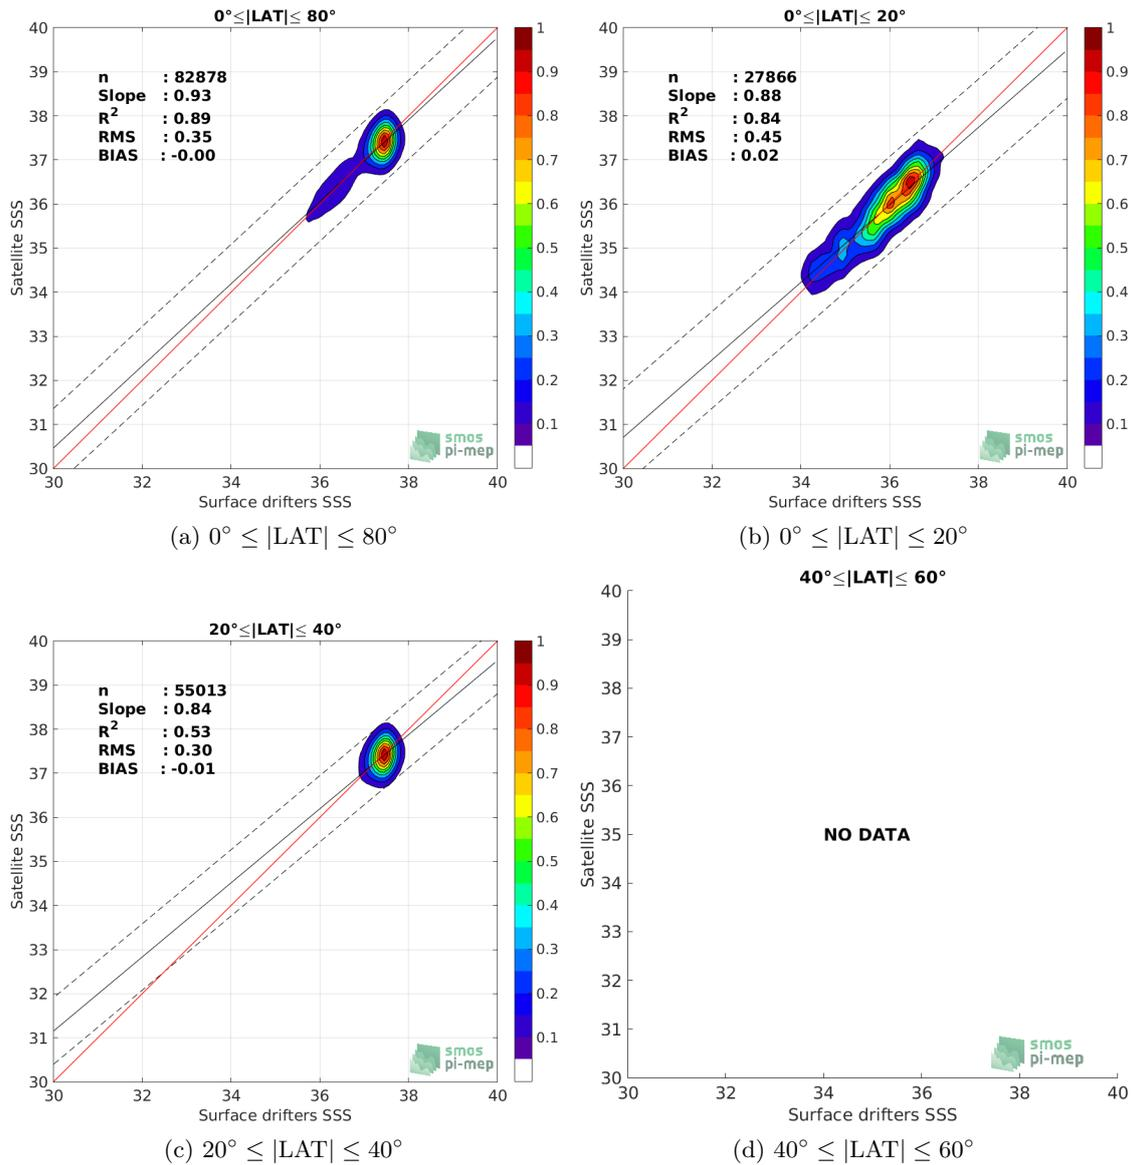 0°≤|LAT|≤ 80°
n : 82878
Slope : 0.93
R² : 0.89
RMS : 0.35
BIAS : -0.00
Satellite SSS
40
39
38
37
36
35
34
33
32
31
30
30 32 34 36 38 40
Surface drifters SSS
1
0.9
0.8
0.7
0.6
0.5
0.4
0.3
0.2
0.1
smos
pi-mep
(a) 0° ≤ |LAT| ≤ 80°
0°≤|LAT|≤ 20°
n : 27866
Slope : 0.88
R² : 0.84
RMS : 0.45
BIAS : 0.02
Satellite SSS
40
39
38
37
36
35
34
33
32
31
30
30 32 34 36 38 40
Surface drifters SSS
1
0.9
0.8
0.7
0.6
0.5
0.4
0.3
0.2
0.1
smos
pi-mep
(b) 0° ≤ |LAT| ≤ 20°
20°≤|LAT|≤ 40°
n : 55013
Slope : 0.84
R² : 0.53
RMS : 0.30
BIAS : -0.01
Satellite SSS
40
39
38
37
36
35
34
33
32
31
30
30 32 34 36 38 40
Surface drifters SSS
1
0.9
0.8
0.7
0.6
0.5
0.4
0.3
0.2
0.1
smos
pi-mep
(c) 20° ≤ |LAT| ≤ 40°
40°≤|LAT|≤ 60°
Satellite SSS
40
39
38
37
36
35
34
33
32
31
30
NO DATA
30 32 34 36 38 40
Surface drifters SSS
smos
pi-mep
(d) 40° ≤ |LAT| ≤ 60°